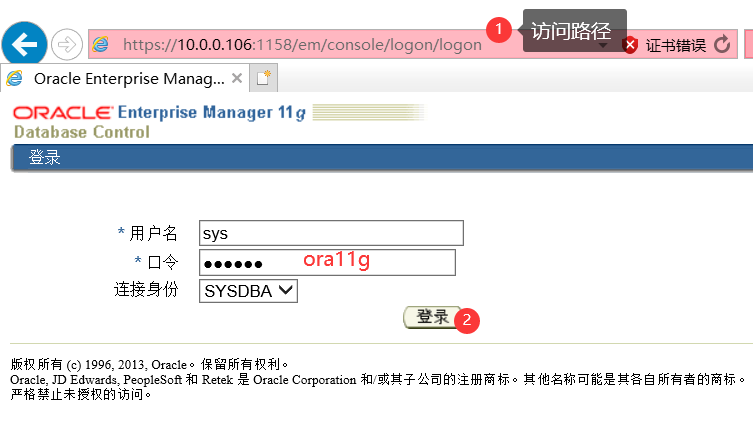 1 访问路径
https://10.0.0.106:1158/em/console/logon/logon 证书错误
Oracle Enterprise Manag...
ORACLE Enterprise Manager 11g
Database Control
登录
* 用户名 sys
* 口令 ●●●●●● ora11g
连接身份 SYSDBA
登录 2
版权所有 (c) 1996, 2013, Oracle。保留所有权利。
Oracle, JD Edwards, PeopleSoft 和 Retek 是 Oracle Corporation 和/或其子公司的注册商标。其他名称可能是其各自所有者的商标。
严格禁止未授权的访问。